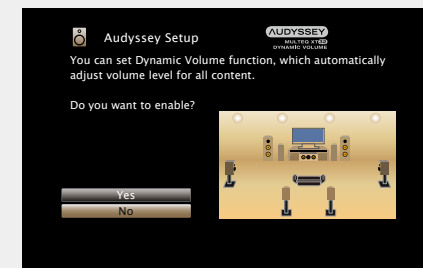 Audyssey Setup
AUDYSSEY
MULTEQ XT32
DYNAMIC VOLUME
You can set Dynamic Volume function, which automatically
adjust volume level for all content.
Do you want to enable?
Yes
No